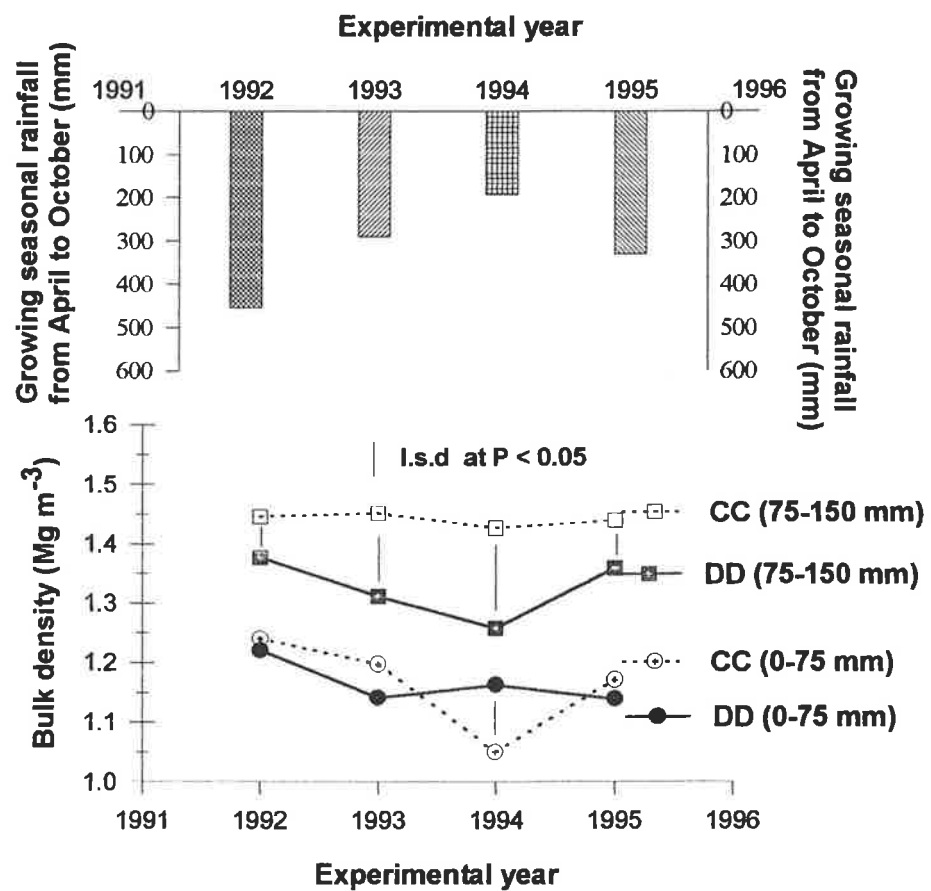 Experimental year
1991 1992 1993 1994 1995 1996
Growing seasonal rainfall
from April to October (mm)
0
100
200
300
400
500
600
0
100
200
300
400
500
600
Growing seasonal rainfall
from April to October (mm)
Bulk density (Mg m-3)
1.6
1.5
1.4
1.3
1.2
1.1
1.0
l.s.d at P < 0.05
CC (75-150 mm)
DD (75-150 mm)
CC (0-75 mm)
DD (0-75 mm)
1991 1992 1993 1994 1995 1996
Experimental year